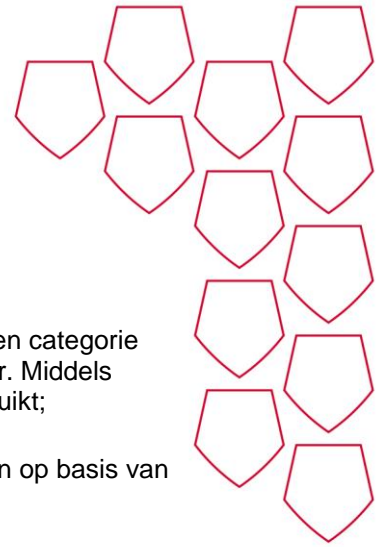 en categorie
r. Middels
uikt;
n op basis van